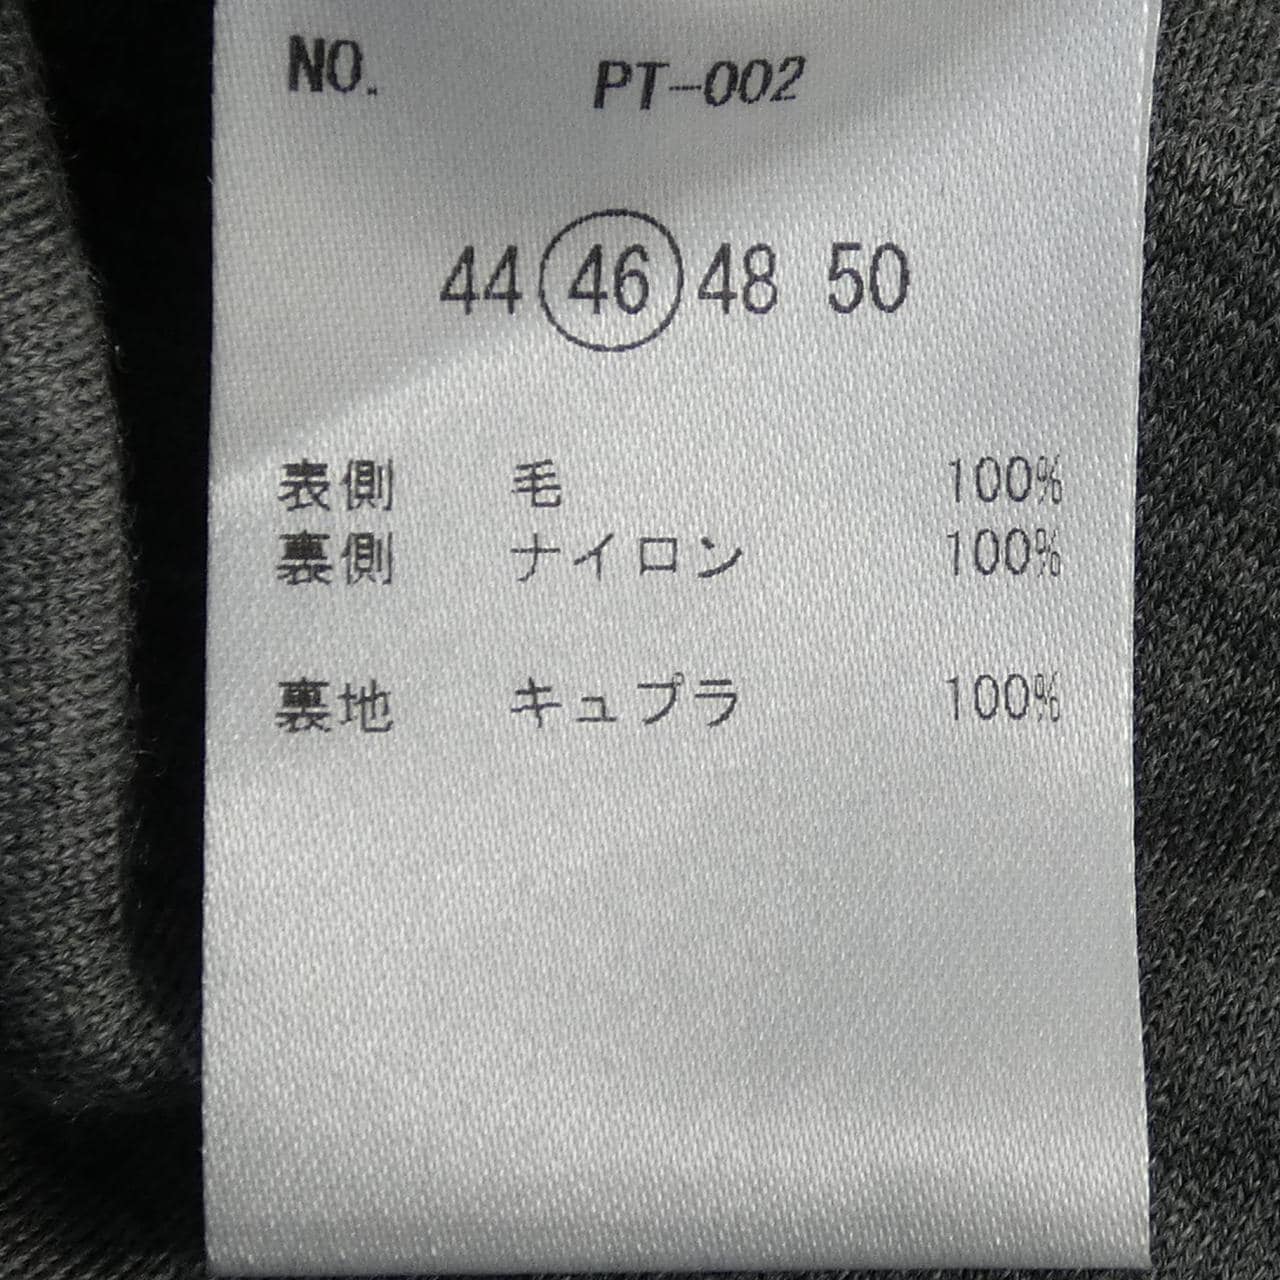 NO. PT-002
44 46 48 50
表側 毛 100%
裏側 ナイロン 100%
裏地 キュプラ 100%